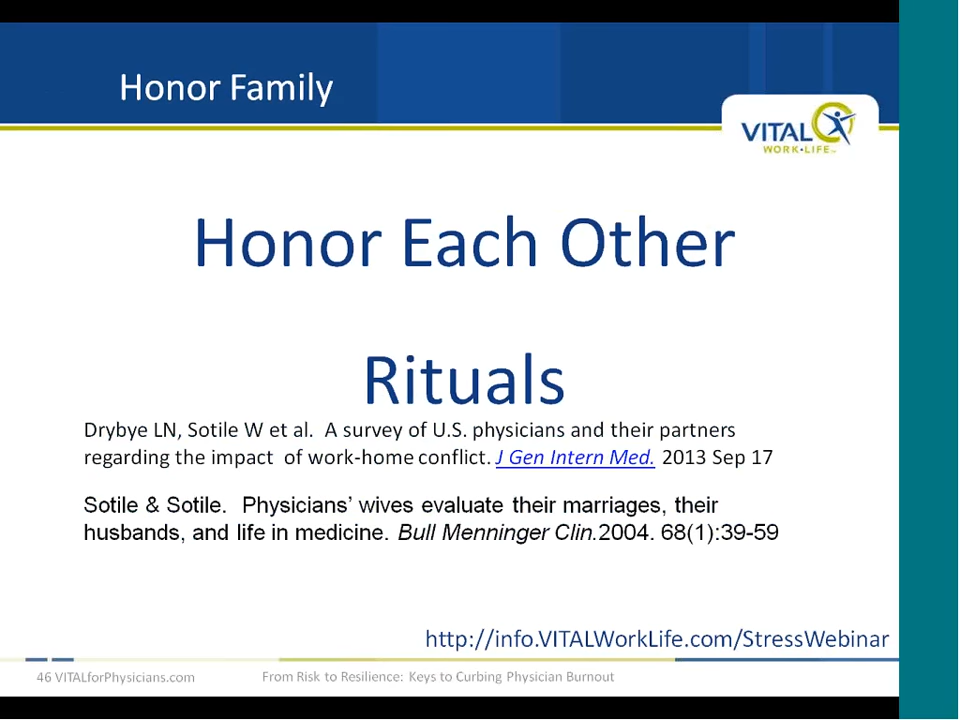 Honor Family
VITAL
WORK•LIFE™
Honor Each Other
Rituals
Drybye LN, Sotile W et al.  A survey of U.S. physicians and their partners
regarding the impact  of work-home conflict. J Gen Intern Med. 2013 Sep 17
Sotile & Sotile.  Physicians’ wives evaluate their marriages, their
husbands, and life in medicine. Bull Menninger Clin.2004. 68(1):39-59
http://info.VITALWorkLife.com/StressWebinar
46 VITALforPhysicians.com
From Risk to Resilience: Keys to Curbing Physician Burnout